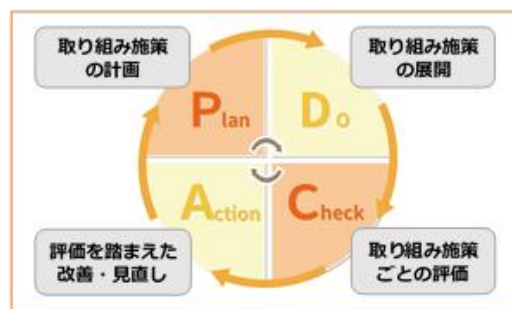 取り組み施策
の計画
取り組み施策
の展開
Plan
Do
Action
Check
評価を踏まえた
改善・見直し
取り組み施策
ごとの評価